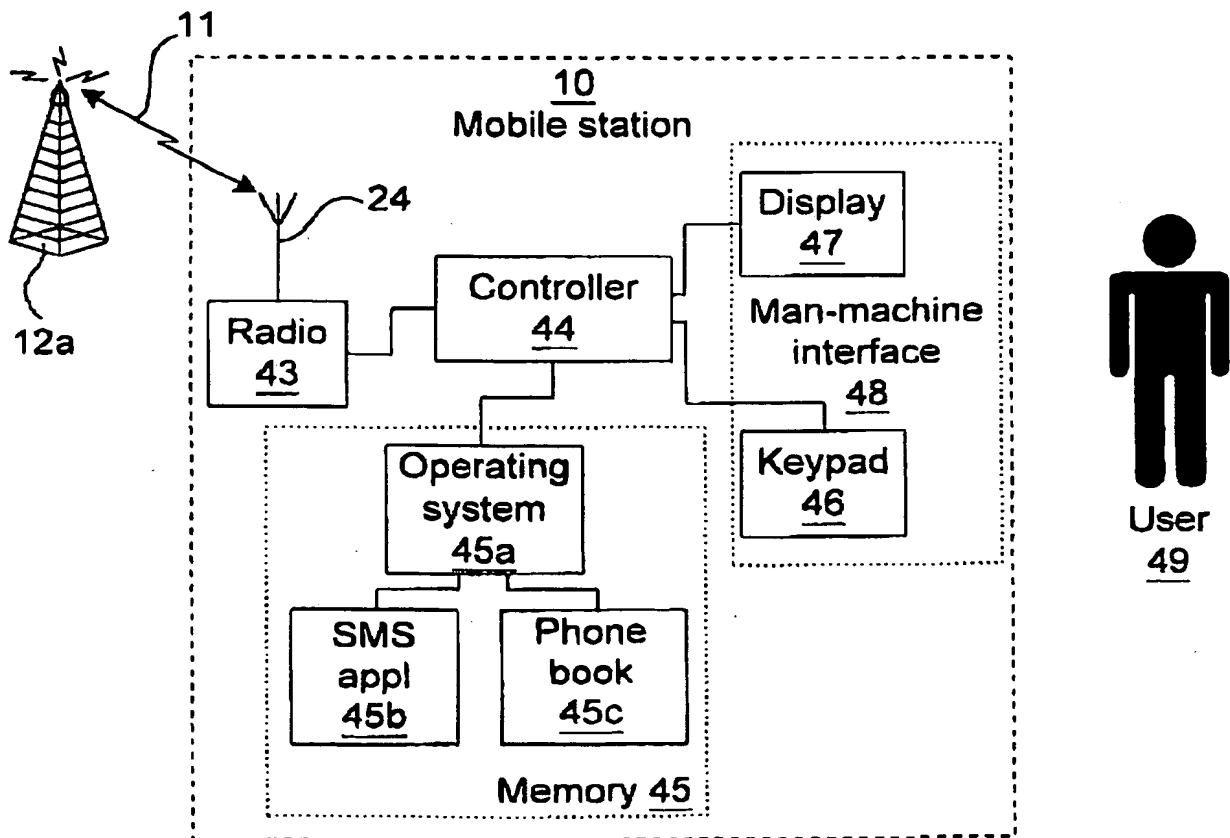 11
10
Mobile station
24
12a
Radio
43
Controller
44
Display
47
Man-machine
interface
48
Keypad
46
Operating
system
45a
SMS
appl
45b
Phone
book
45c
Memory 45
User
49